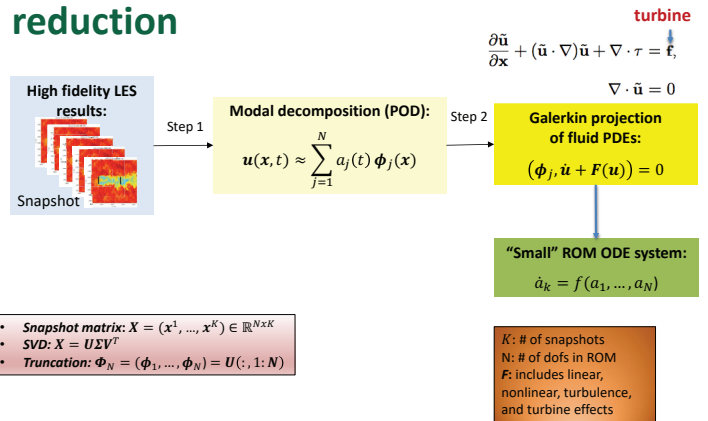 reduction
turbine
∂ũ/∂x + (ũ · ∇)ũ + ∇ · τ = f,
∇ · ũ = 0
High fidelity LES
results:
Snapshot
Step 1
Modal decomposition (POD):
u(x, t) ≈ ∑_{j=1}^{N} a_j(t) ϕ_j(x)
Step 2
Galerkin projection
of fluid PDEs:
(ϕ_j, u̇ + F(u)) = 0
“Small” ROM ODE system:
ȧ_k = f(a_1, … , a_N)
• Snapshot matrix: X = (x^1, …, x^K) ∈ ℝ^{NxK}
• SVD: X = UΣV^T
• Truncation: Φ_N = (ϕ_1, … , ϕ_N) = U(:, 1: N)
K: # of snapshots
N: # of dofs in ROM
F: includes linear,
nonlinear, turbulence,
and turbine effects